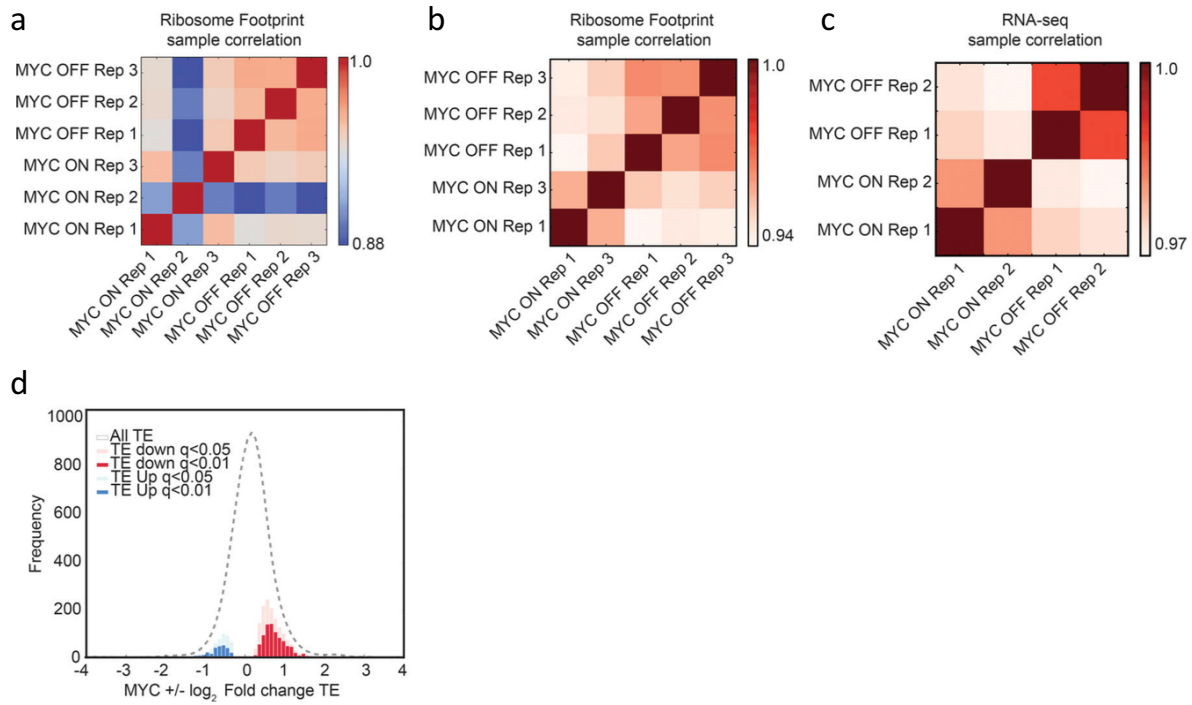 a
Ribosome Footprint
sample correlation
MYC OFF Rep 3
MYC OFF Rep 2
MYC OFF Rep 1
MYC ON Rep 3
MYC ON Rep 2
MYC ON Rep 1
1.0
0.88
MYC ON Rep 1
MYC ON Rep 2
MYC ON Rep 3
MYC OFF Rep 1
MYC OFF Rep 2
MYC OFF Rep 3
b
Ribosome Footprint
sample correlation
MYC OFF Rep 3
MYC OFF Rep 2
MYC OFF Rep 1
MYC ON Rep 3
MYC ON Rep 1
1.0
0.94
MYC ON Rep 1
MYC ON Rep 3
MYC OFF Rep 1
MYC OFF Rep 2
MYC OFF Rep 3
c
RNA-seq
sample correlation
MYC OFF Rep 2
MYC OFF Rep 1
MYC ON Rep 2
MYC ON Rep 1
1.0
0.97
MYC ON Rep 1
MYC ON Rep 2
MYC OFF Rep 1
MYC OFF Rep 2
d
1000
800
600
400
200
0
Frequency
All TE
TE down q<0.05
TE down q<0.01
TE Up q<0.05
TE Up q<0.01
-4 -3 -2 -1 0 1 2 3 4
MYC +/- log₂ Fold change TE